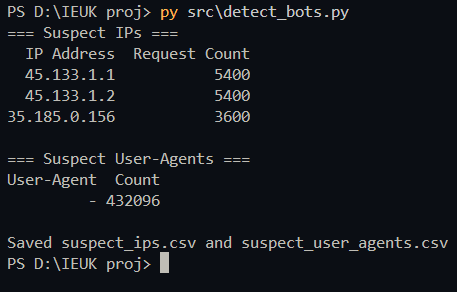 PS D:\IEUK proj> py src\detect_bots.py
=== Suspect IPs ===
IP Address  Request Count
45.133.1.1           5400
45.133.1.2           5400
35.185.0.156           3600
=== Suspect User-Agents ===
User-Agent  Count
- 432096
Saved suspect_ips.csv and suspect_user_agents.csv
PS D:\IEUK proj>